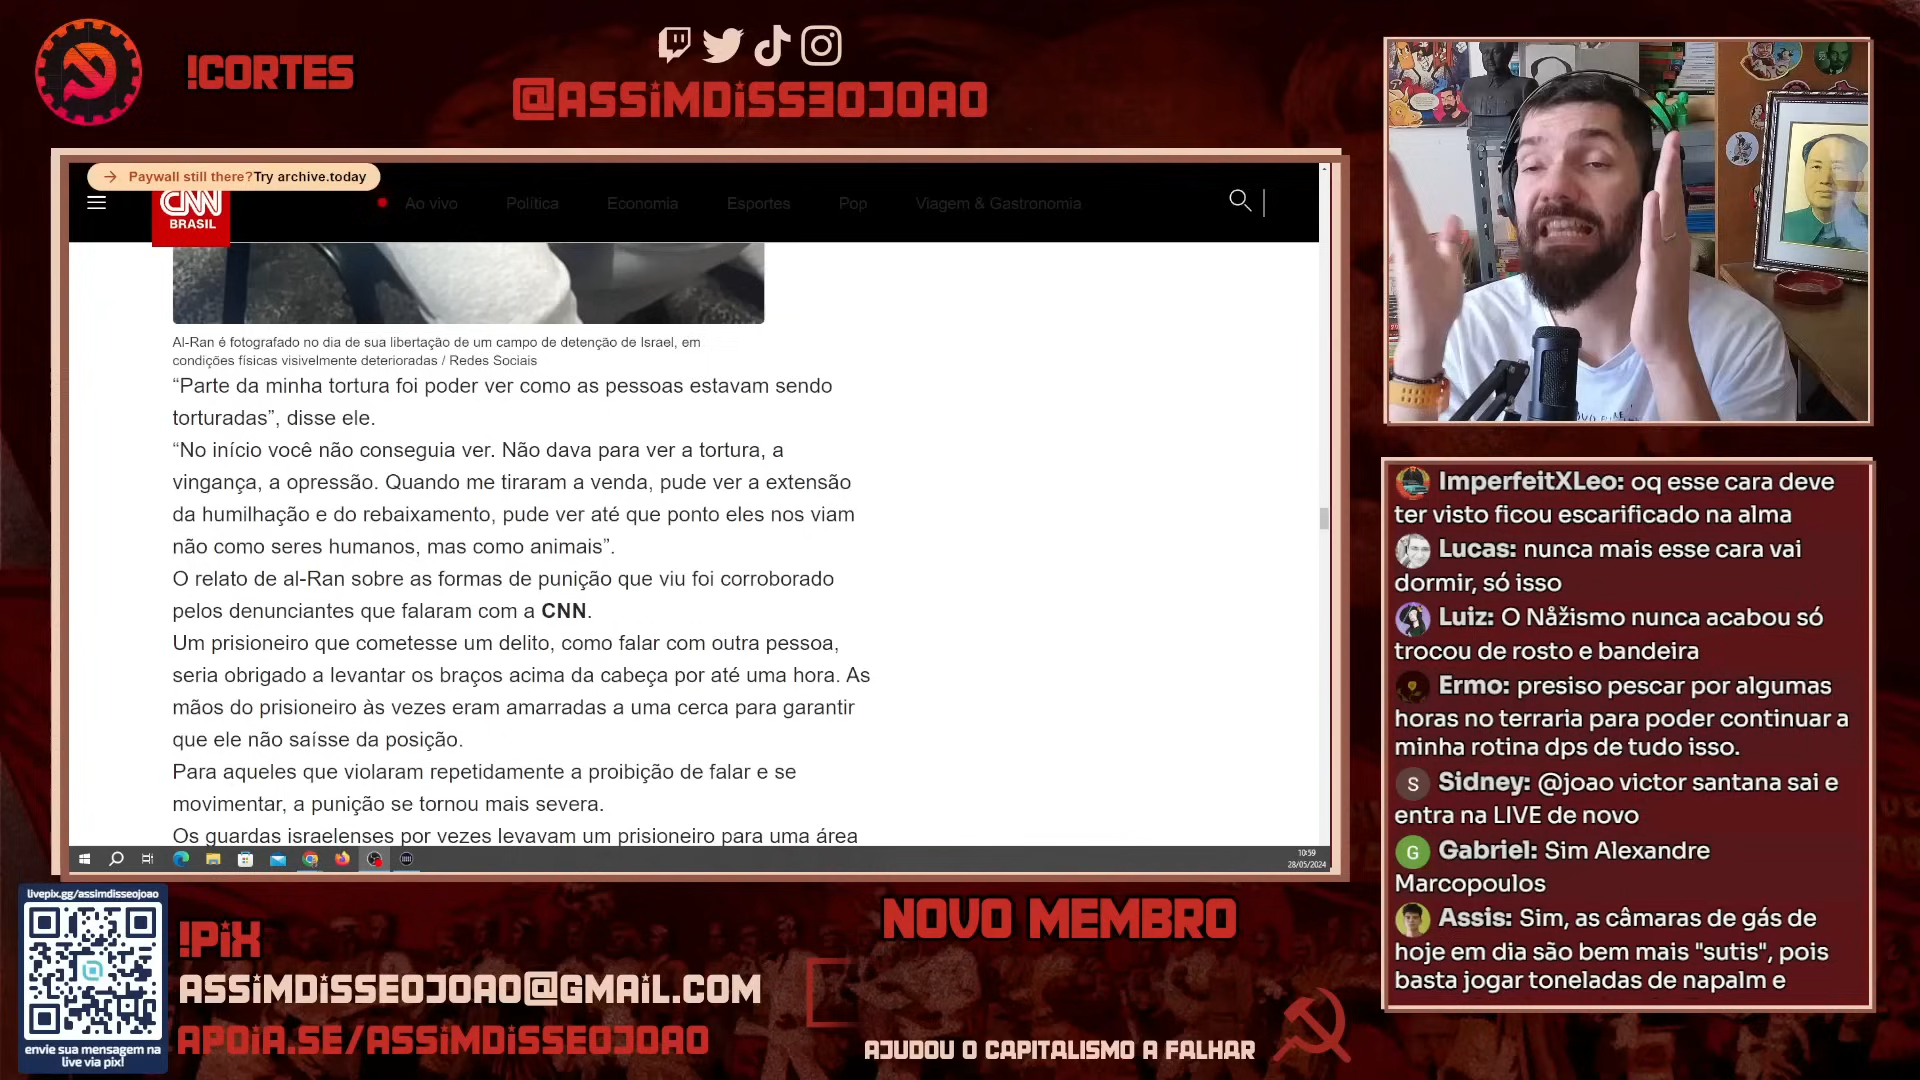 !CORTES
@ASSIMDISSEOJOAO
→ Paywall still there? Try archive.today
CNN
BRASIL
Ao vivo
Política
Economia
Esportes
Pop
Viagem & Gastronomia
Al-Ran é fotografado no dia de sua libertação de um campo de detenção de Israel, em
condições físicas visivelmente deterioradas / Redes Sociais
“Parte da minha tortura foi poder ver como as pessoas estavam sendo
torturadas”, disse ele.
“No início você não conseguia ver. Não dava para ver a tortura, a
vingança, a opressão. Quando me tiraram a venda, pude ver a extensão
da humilhação e do rebaixamento, pude ver até que ponto eles nos viam
não como seres humanos, mas como animais”.
O relato de al-Ran sobre as formas de punição que viu foi corroborado
pelos denunciantes que falaram com a CNN.
Um prisioneiro que cometesse um delito, como falar com outra pessoa,
seria obrigado a levantar os braços acima da cabeça por até uma hora. As
mãos do prisioneiro às vezes eram amarradas a uma cerca para garantir
que ele não saísse da posição.
Para aqueles que violaram repetidamente a proibição de falar e se
movimentar, a punição se tornou mais severa.
Os guardas israelenses por vezes levavam um prisioneiro para uma área
10:59
28/05/2024
ImperfeitXLeo: oq esse cara deve
ter visto ficou escarificado na alma
Lucas: nunca mais esse cara vai
dormir, só isso
Luiz: O Nåžismo nunca acabou só
trocou de rosto e bandeira
Ermo: presiso pescar por algumas
horas no terraria para poder continuar a
minha rotina dps de tudo isso.
S Sidney: @joao victor santana sai e
entra na LIVE de novo
G Gabriel: Sim Alexandre
Marcopoulos
Assis: Sim, as câmaras de gás de
hoje em dia são bem mais "sutis", pois
basta jogar toneladas de napalm e
livepix.gg/assimdisseojoao
envie sua mensagem na
live via pix!
!PIX
ASSIMDISSEOJOAO@GMAIL.COM
APOIA.SE/ASSIMDISSEOJOAO
NOVO MEMBRO
AJUDOU O CAPITALISMO A FALHAR